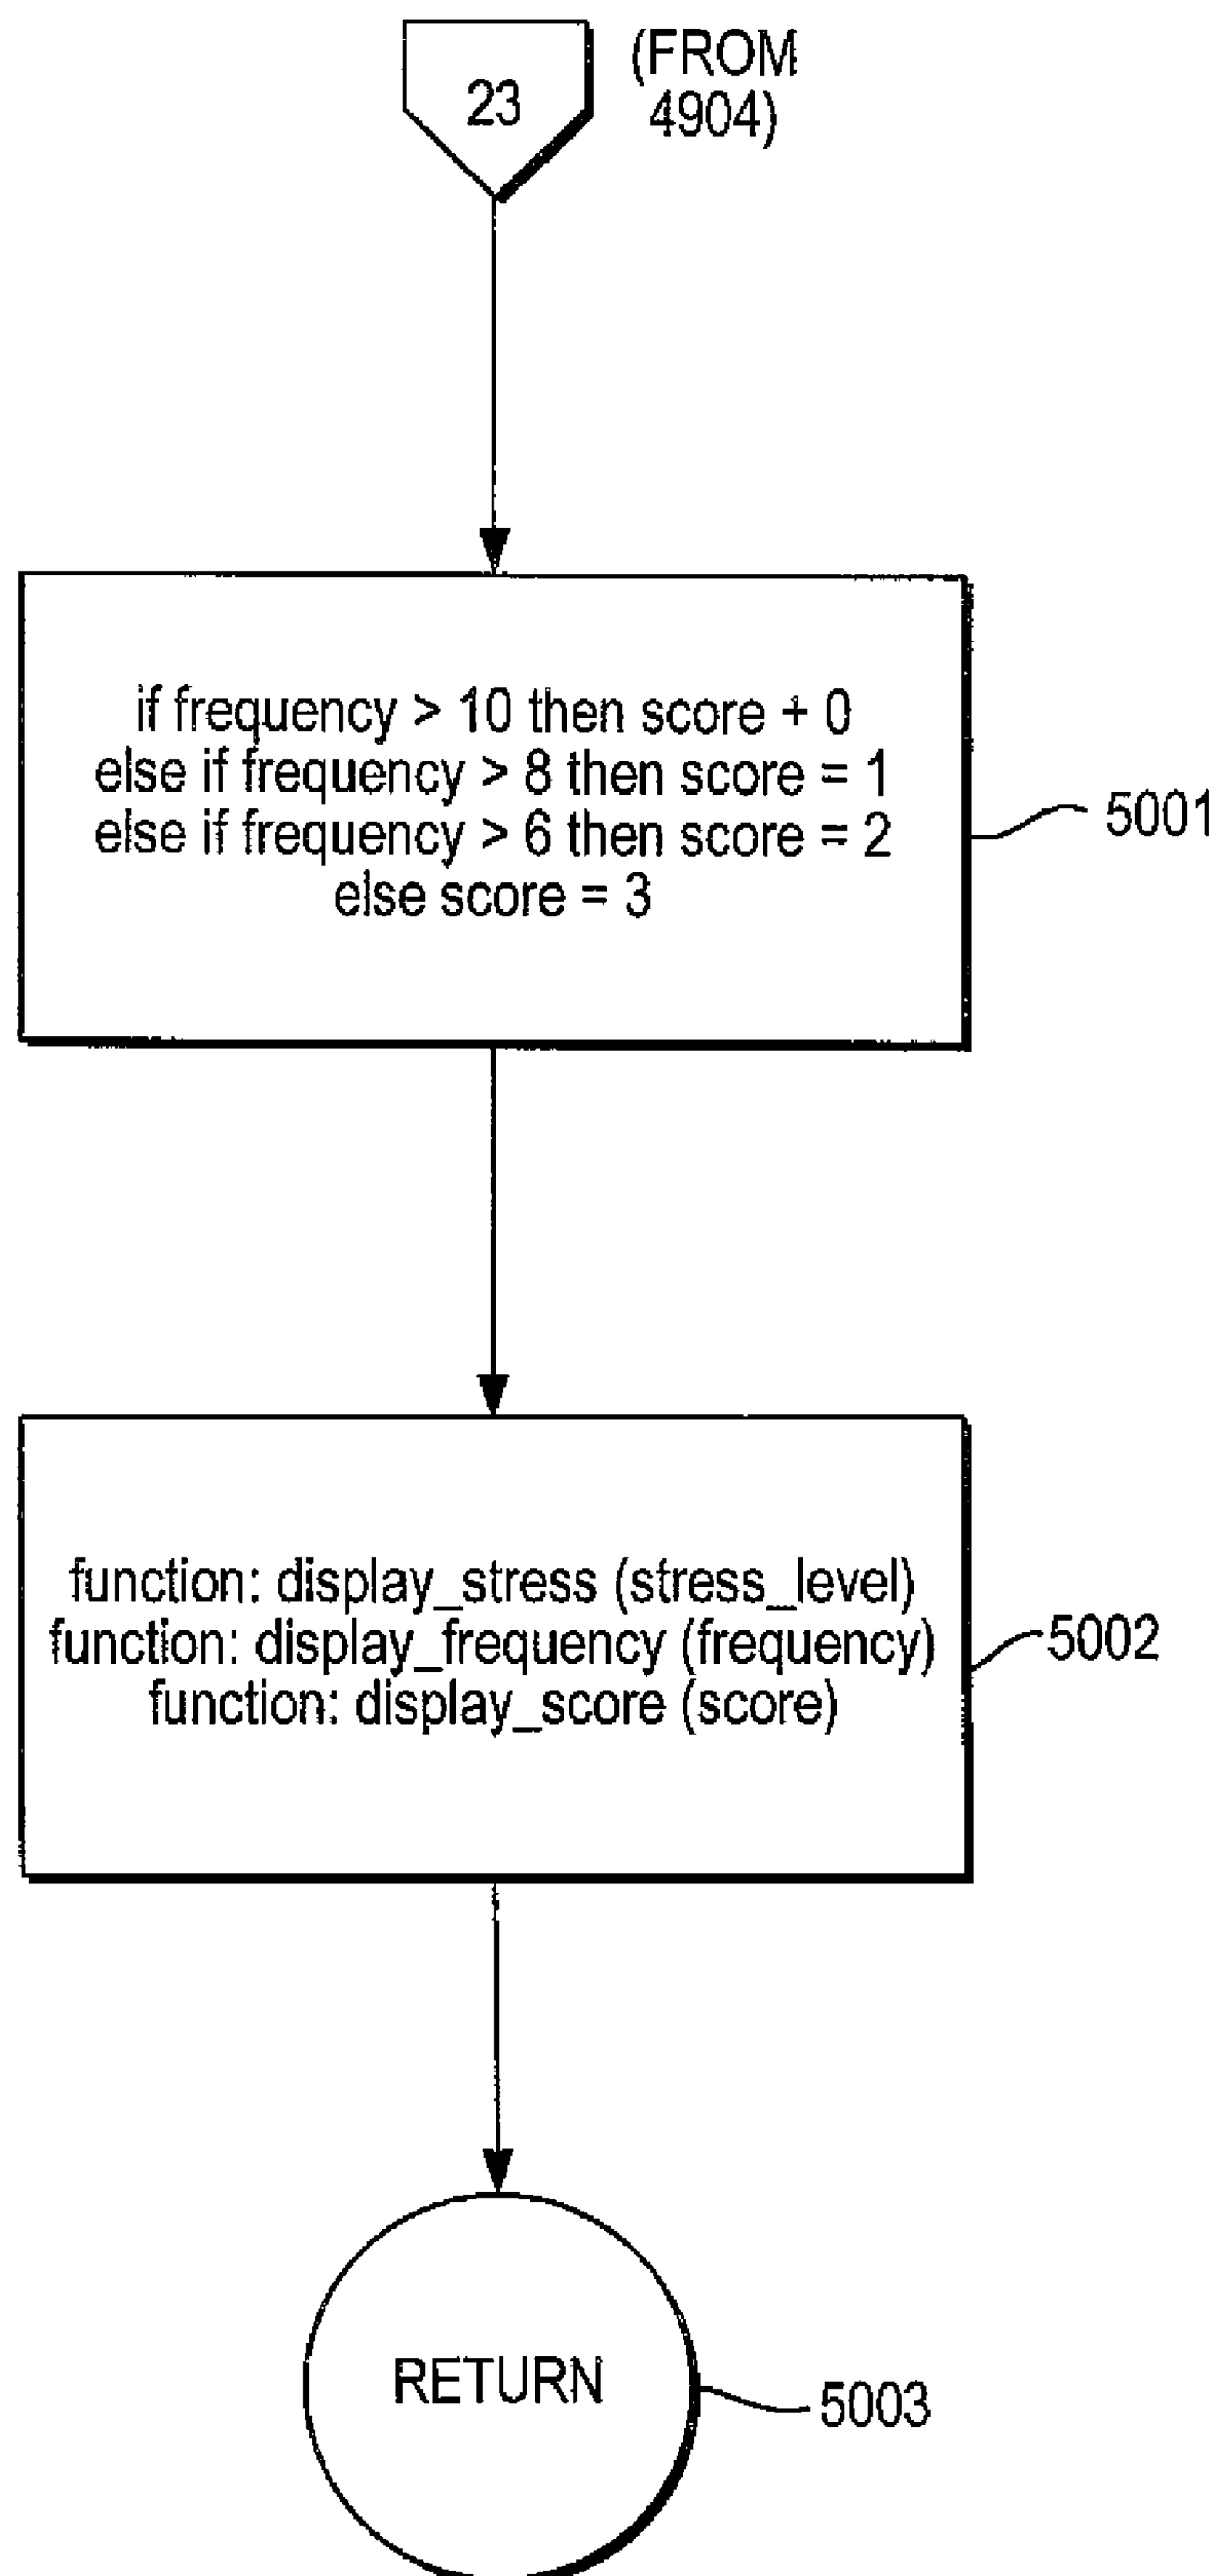 23
(FROM
4904)
if frequency > 10 then score + 0
else if frequency > 8 then score = 1
else if frequency > 6 then score = 2
else score = 3
5001
function: display_stress (stress_level)
function: display_frequency (frequency)
function: display_score (score)
5002
RETURN
5003